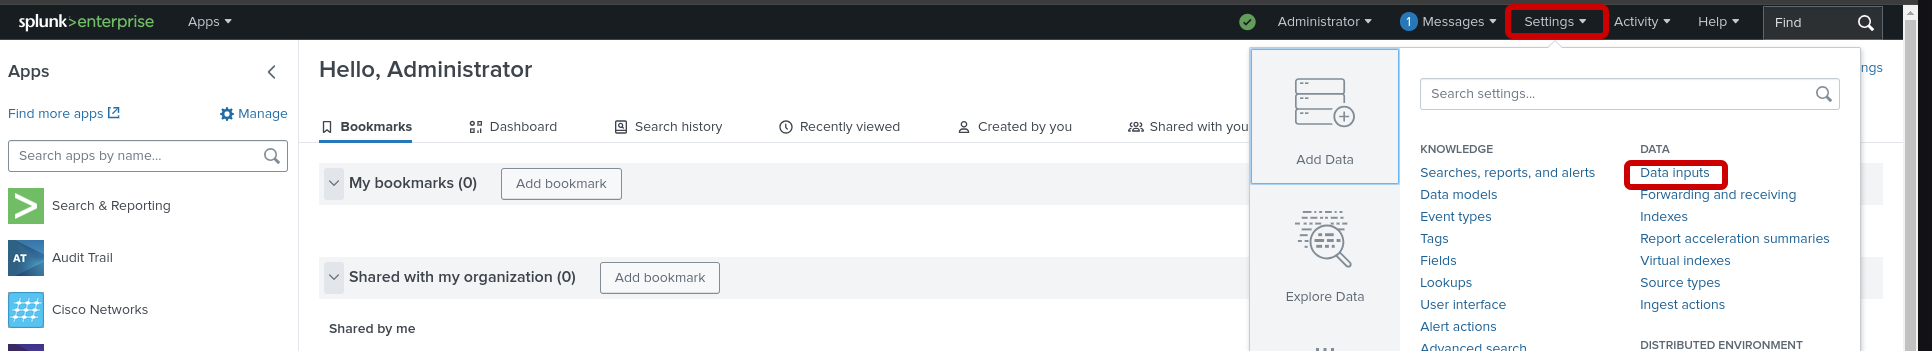 splunk>enterprise Apps Administrator 1 Messages Settings Activity Help Find
Apps
Find more apps Manage
Search apps by name...
Search & Reporting
AT Audit Trail
Cisco Networks
Hello, Administrator
ngs
Bookmarks Dashboard Search history Recently viewed Created by you Shared with you
My bookmarks (0) Add bookmark
Shared with my organization (0) Add bookmark
Shared by me
Add Data
Explore Data
Search settings...
KNOWLEDGE
Searches, reports, and alerts
Data models
Event types
Tags
Fields
Lookups
User interface
Alert actions
Advanced search
DATA
Data inputs
Forwarding and receiving
Indexes
Report acceleration summaries
Virtual indexes
Source types
Ingest actions
DISTRIBUTED ENVIRONMENT